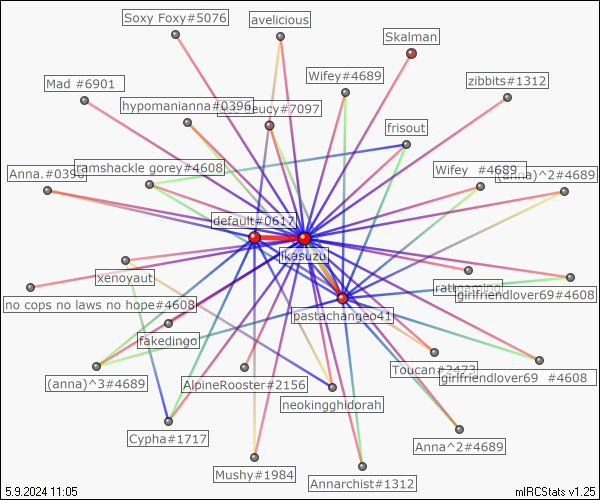 Soxy Foxy#5076
avelicious
Skalman
Wifey#4689
zibbits#1312
Mad #6901
hypomanianna#0396
eucy#7097
frisout
Anna.#0396
ramshackle gorey#4608
Wifey #4689
(anna)^2#4689
default#0617
ikasuzu
xenoyaut
rattgaming
girlfriendlover69#4608
no cops no laws no hope#4608
pastachangeo41
fakedingo
Toucan#2473
(anna)^3#4689
AlpineRooster#2156
girlfriendlover69 #4608
neokingghidorah
Cypha#1717
Anna^2#4689
Mushy#1984
Annarchist#1312
5.9.2024 11:05
mIRCStats v1.25